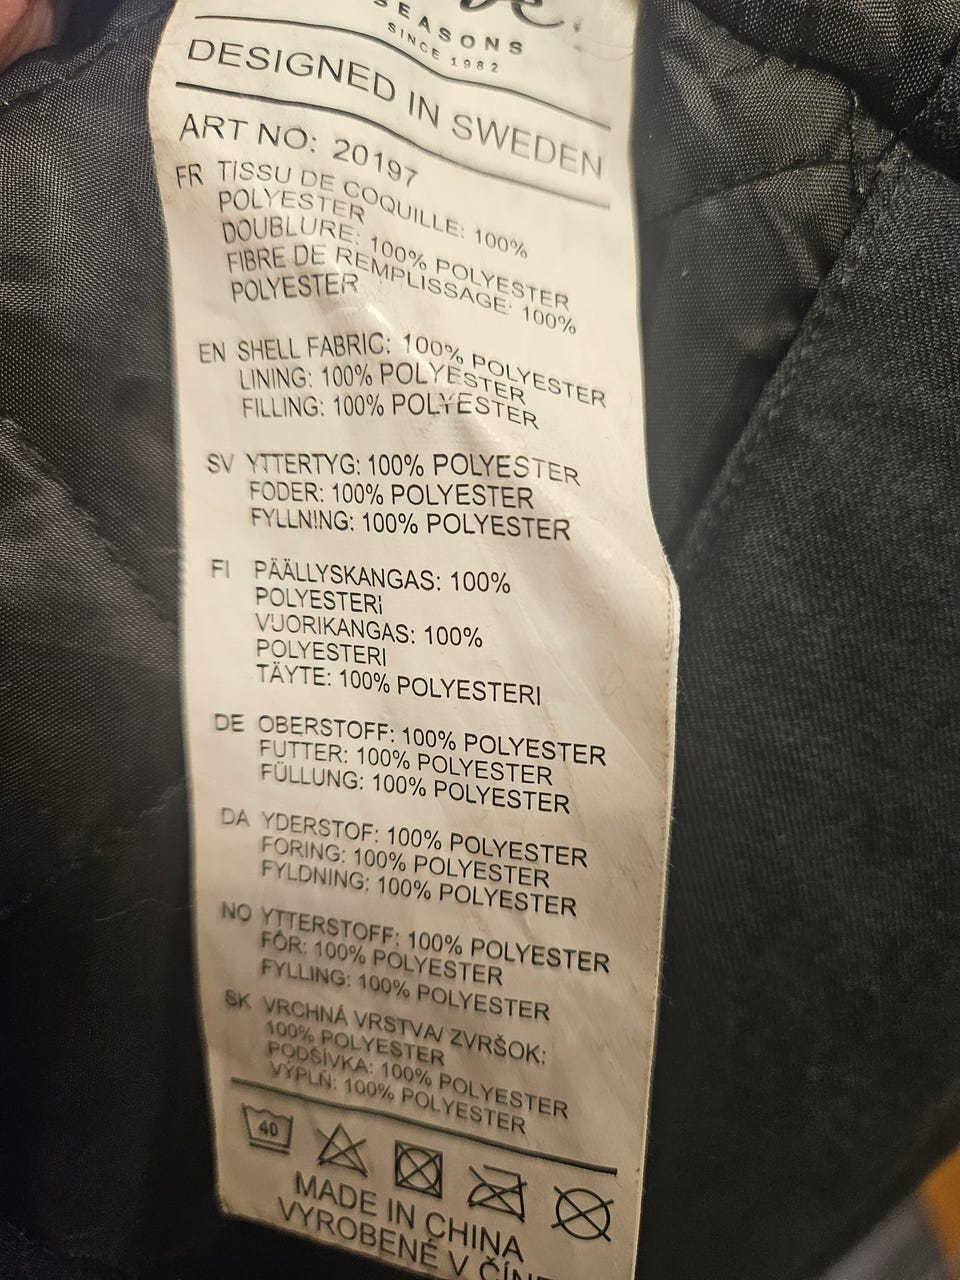 SEASONS
SINCE 1982
DESIGNED IN SWEDEN
ART NO: 20197
FR TISSU DE COQUILLE: 100%
POLYESTER
DOUBLURE: 100% POLYESTER
FIBRE DE REMPLISSAGE: 100%
POLYESTER
EN SHELL FABRIC: 100% POLYESTER
LINING: 100% POLYESTER
FILLING: 100% POLYESTER
SV YTTERTYG: 100% POLYESTER
FODER: 100% POLYESTER
FYLLNING: 100% POLYESTER
FI PÄÄLLYSKANGAS: 100%
POLYESTERI
VUORIKANGAS: 100%
POLYESTERI
TÄYTE: 100% POLYESTERI
DE OBERSTOFF: 100% POLYESTER
FUTTER: 100% POLYESTER
FÜLLUNG: 100% POLYESTER
DA YDERSTOF: 100% POLYESTER
FORING: 100% POLYESTER
FYLDNING: 100% POLYESTER
NO YTTERSTOFF: 100% POLYESTER
FÔR: 100% POLYESTER
FYLLING: 100% POLYESTER
SK VRCHNÁ VRSTVA/ ZVRŠOK:
100% POLYESTER
PODŠÍVKA: 100% POLYESTER
VÝPLŇ: 100% POLYESTER
40
MADE IN CHINA
VYROBENÉ V